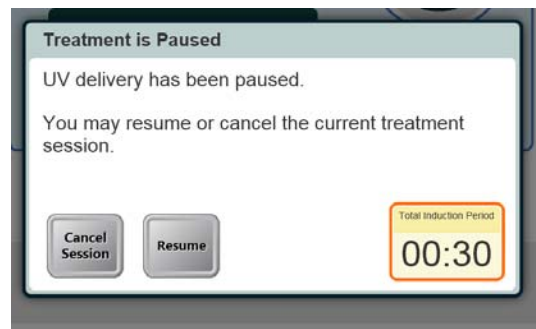 Treatment is Paused
UV delivery has been paused.
You may resume or cancel the current treatment
session.
Cancel
Session
Resume
Total Induction Period
00:30